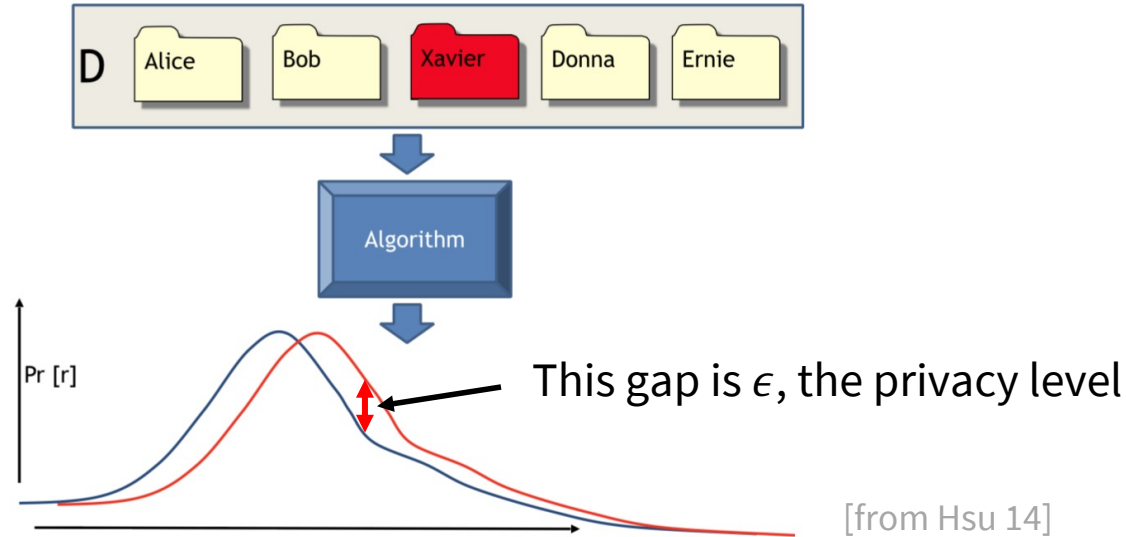 D Alice Bob Xavier Donna Ernie
Algorithm
Pr [r]
This gap is ϵ, the privacy level
[from Hsu 14]